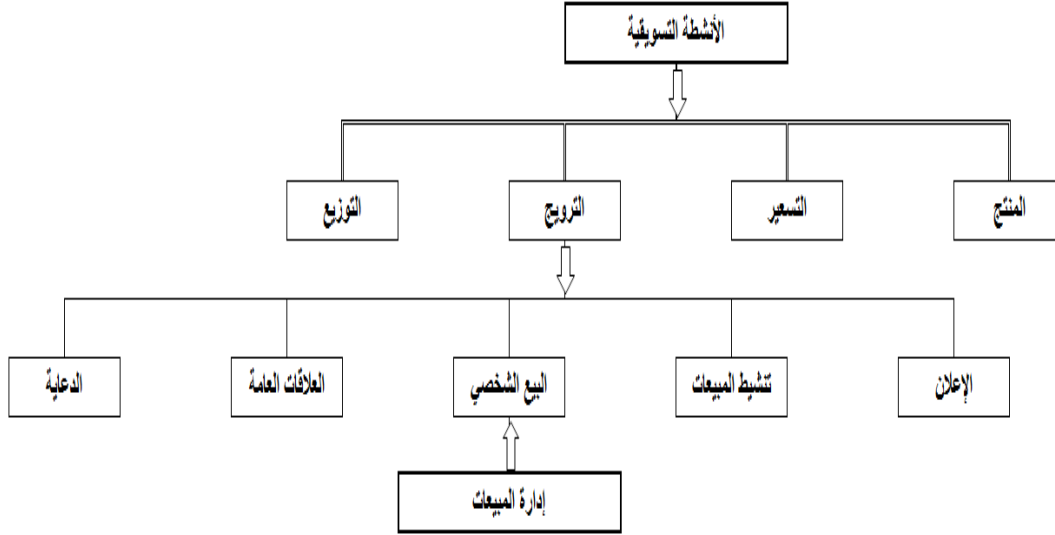 الأنشطة التسويقية
المنتج
التسعير
الترويج
التوزيع
الإعلان
تنشيط المبيعات
البيع الشخصي
العلاقات العامة
الدعاية
إدارة المبيعات